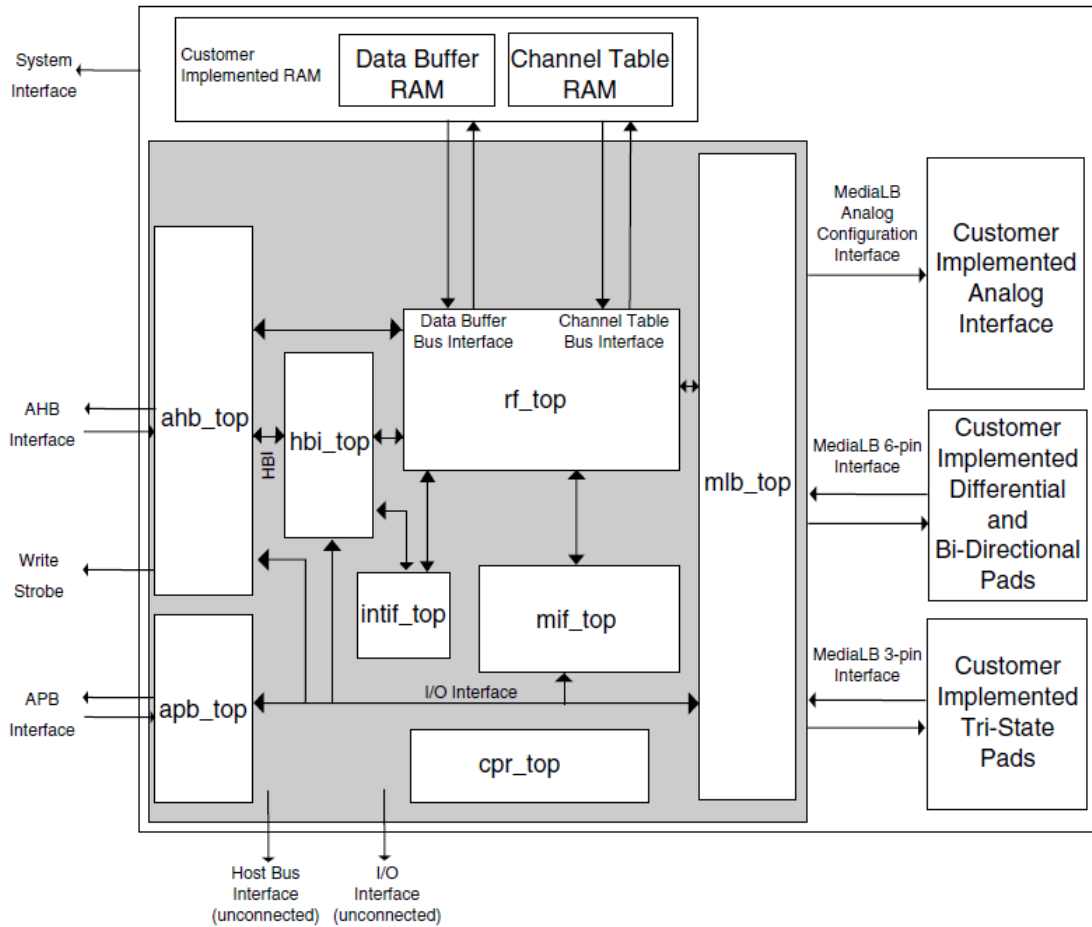 System
Interface
Customer
Implemented RAM
Data Buffer
RAM
Channel Table
RAM
MediaLB
Analog
Configuration
Interface
Customer
Implemented
Analog
Interface
Data Buffer
Bus Interface
Channel Table
Bus Interface
rf_top
AHB
Interface
ahb_top
HBI
hbi_top
mlb_top
MediaLB 6-pin
Interface
Customer
Implemented
Differential
and
Bi-Directional
Pads
Write
Strobe
intif_top
mif_top
MediaLB 3-pin
Interface
Customer
Implemented
Tri-State
Pads
APB
Interface
apb_top
I/O Interface
cpr_top
Host Bus
Interface
(unconnected)
I/O
Interface
(unconnected)